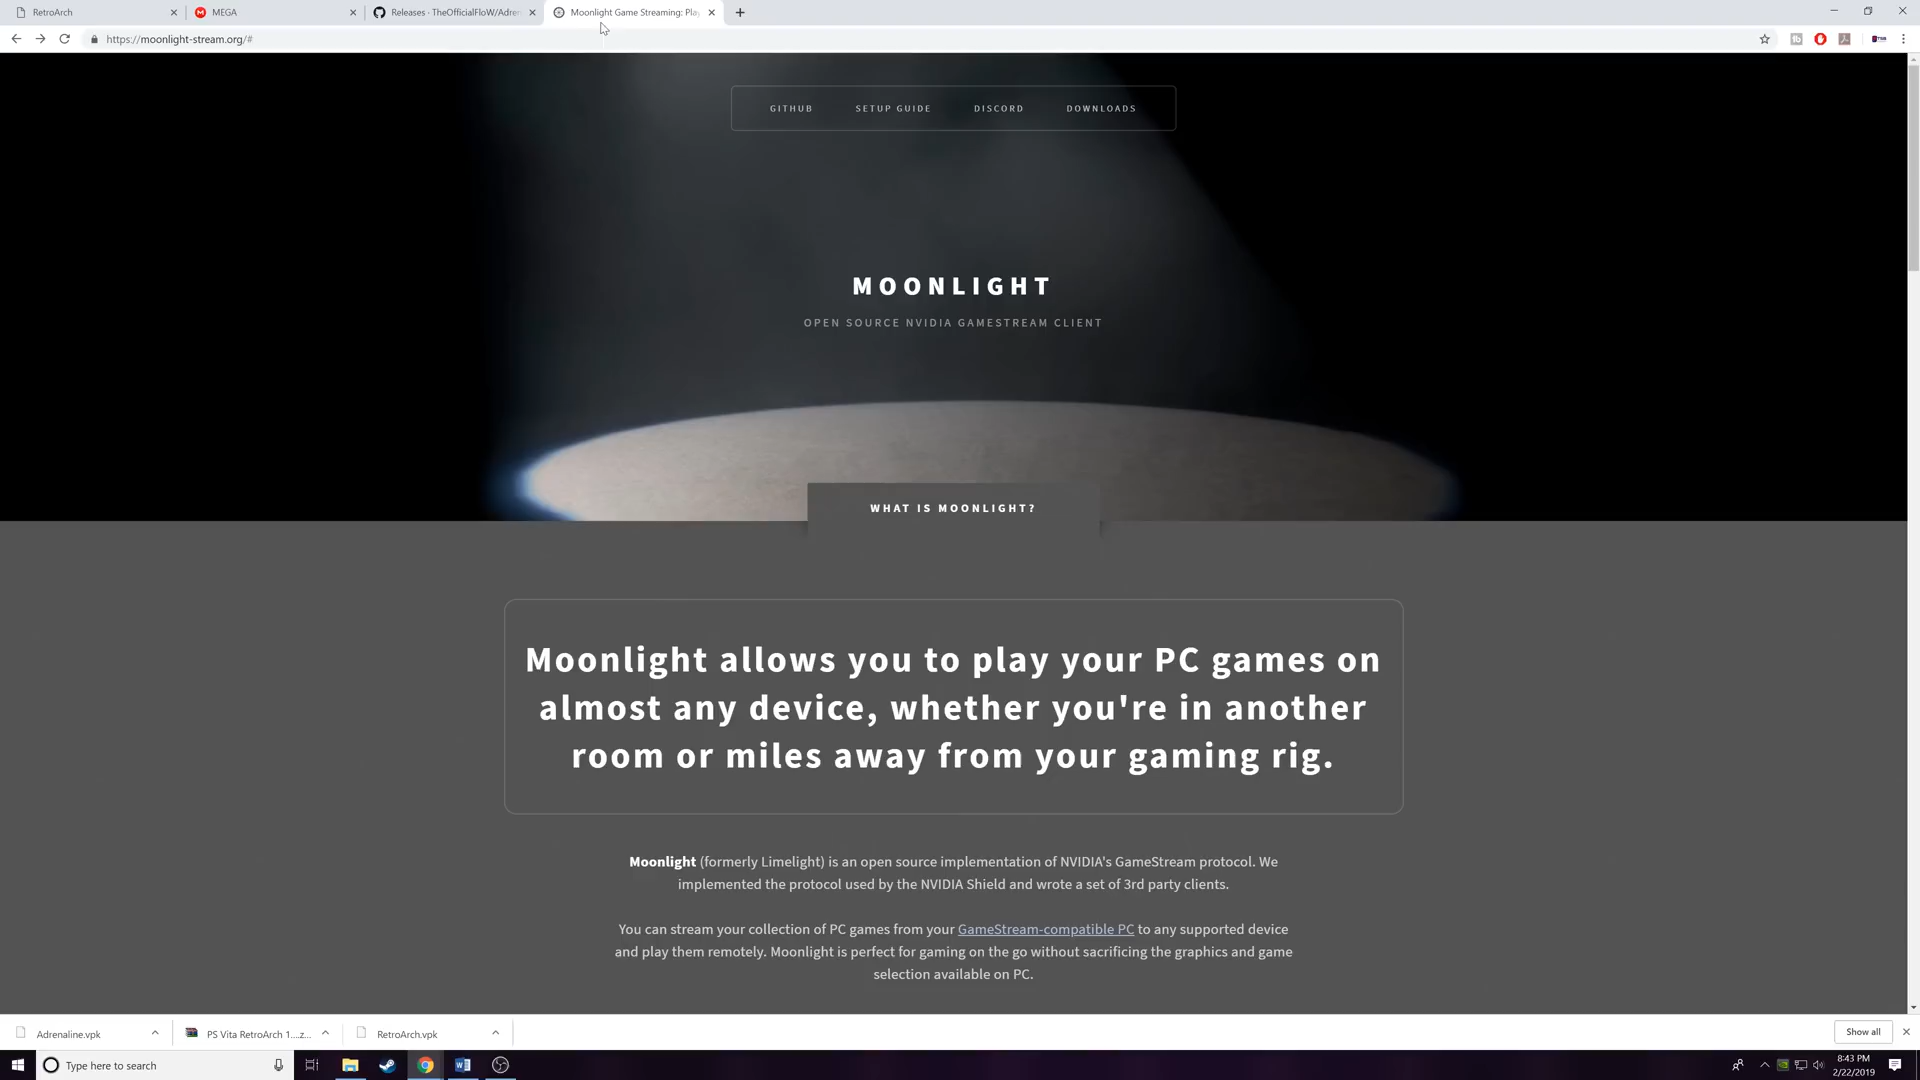 RetroArch
MEGA
Releases · TheOfficialFloW/Adren
Moonlight Game Streaming: Play
https://moonlight-stream.org/#
GITHUB
SETUP GUIDE
DISCORD
DOWNLOADS
MOONLIGHT
OPEN SOURCE NVIDIA GAMESTREAM CLIENT
WHAT IS MOONLIGHT?
Moonlight allows you to play your PC games on
almost any device, whether you're in another
room or miles away from your gaming rig.
Moonlight (formerly Limelight) is an open source implementation of NVIDIA's GameStream protocol. We
implemented the protocol used by the NVIDIA Shield and wrote a set of 3rd party clients.
You can stream your collection of PC games from your GameStream-compatible PC to any supported device
and play them remotely. Moonlight is perfect for gaming on the go without sacrificing the graphics and game
selection available on PC.
Adrenaline.vpk
PS Vita RetroArch 1....z...
RetroArch.vpk
Show all
Type here to search
8:43 PM
2/22/2019